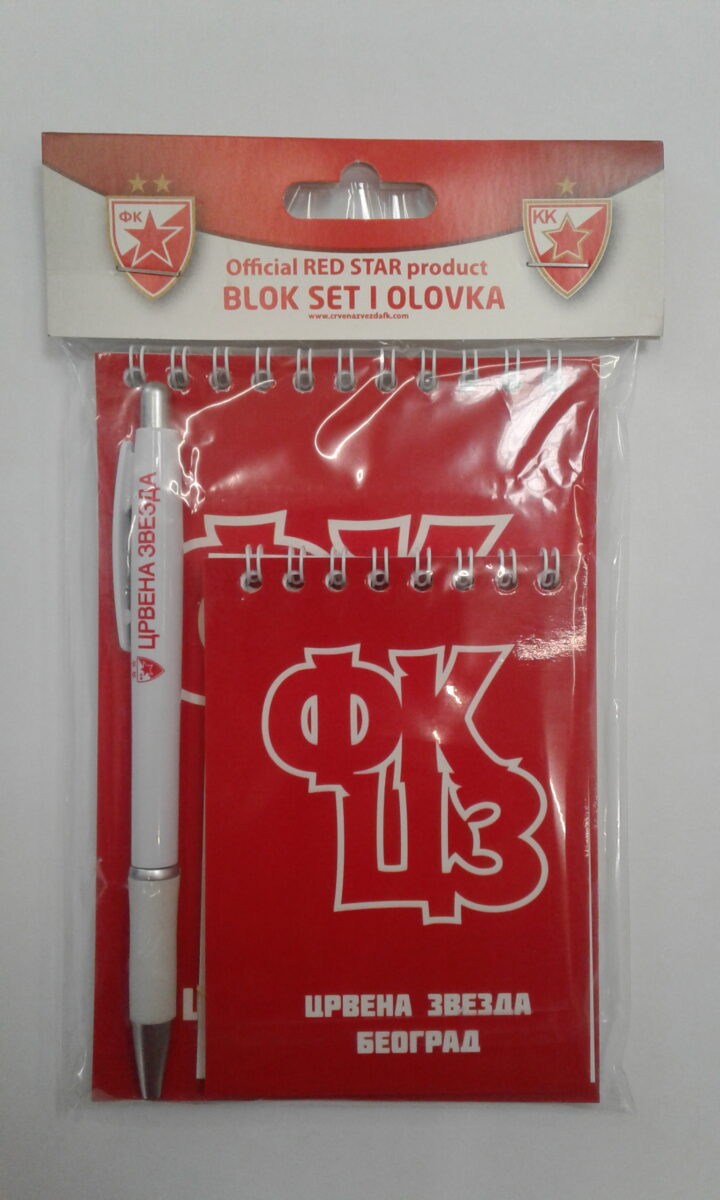 ФК
КК
Official RED STAR product
BLOK SET I OLOVKA
www.crvenazvezdafk.com
ЦРВЕНА ЗВЕЗДА
ФК
ФК
ЦЗ
ЦРВЕНА ЗВЕЗДА
БЕОГРАД